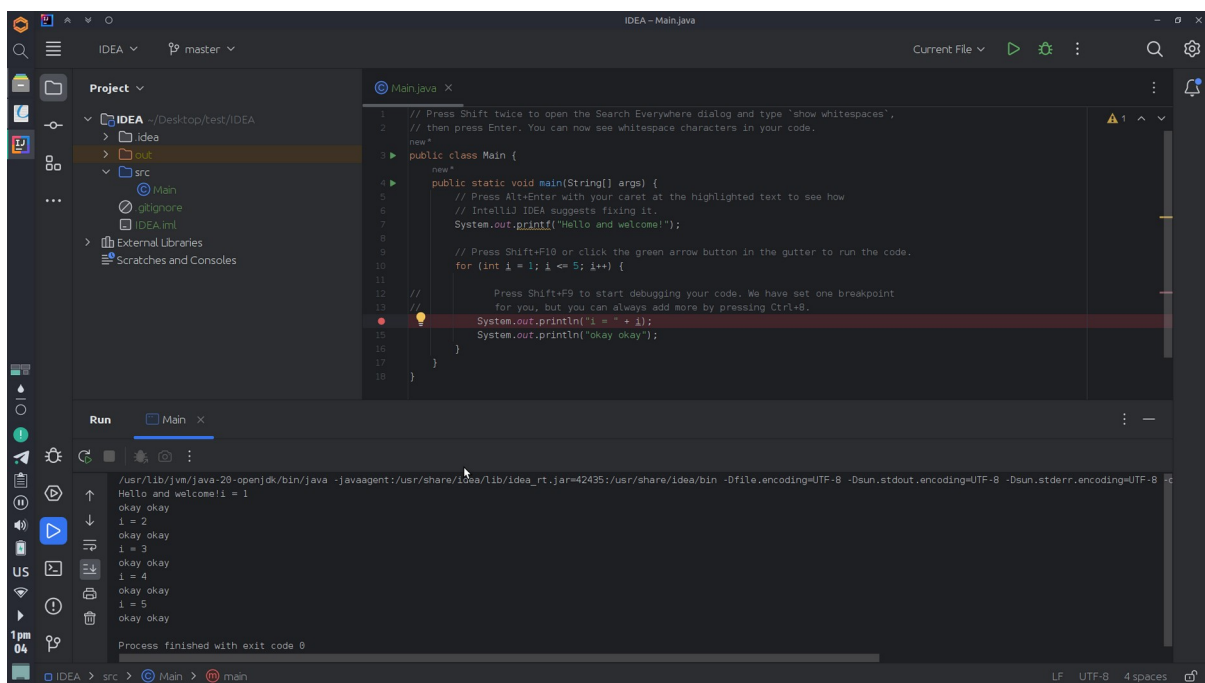 IDEA – Main.java
IDEA
master
Current File
Project
Main.java
IDEA ~/Desktop/test/IDEA
.idea
out
src
Main
.gitignore
IDEA.iml
External Libraries
Scratches and Consoles
1
1 // Press Shift twice to open the Search Everywhere dialog and type `show whitespaces`,
2 // then press Enter. You can now see whitespace characters in your code.
new *
3 public class Main {
new *
4 public static void main(String[] args) {
5 // Press Alt+Enter with your caret at the highlighted text to see how
6 // IntelliJ IDEA suggests fixing it.
7 System.out.printf("Hello and welcome!");
8
9 // Press Shift+F10 or click the green arrow button in the gutter to run the code.
10 for (int i = 1; i <= 5; i++) {
11
12 // Press Shift+F9 to start debugging your code. We have set one breakpoint
13 // for you, but you can always add more by pressing Ctrl+8.
System.out.println("i = " + i);
15 System.out.println("okay okay");
16 }
17 }
18 }
Run
Main
/usr/lib/jvm/java-20-openjdk/bin/java -javaagent:/usr/share/idea/lib/idea_rt.jar=42435:/usr/share/idea/bin -Dfile.encoding=UTF-8 -Dsun.stdout.encoding=UTF-8 -Dsun.stderr.encoding=UTF-8
Hello and welcome!i = 1
okay okay
i = 2
okay okay
i = 3
okay okay
i = 4
okay okay
i = 5
okay okay
Process finished with exit code 0
US
1 pm
04
IDEA > src > Main > main
LF UTF-8 4 spaces